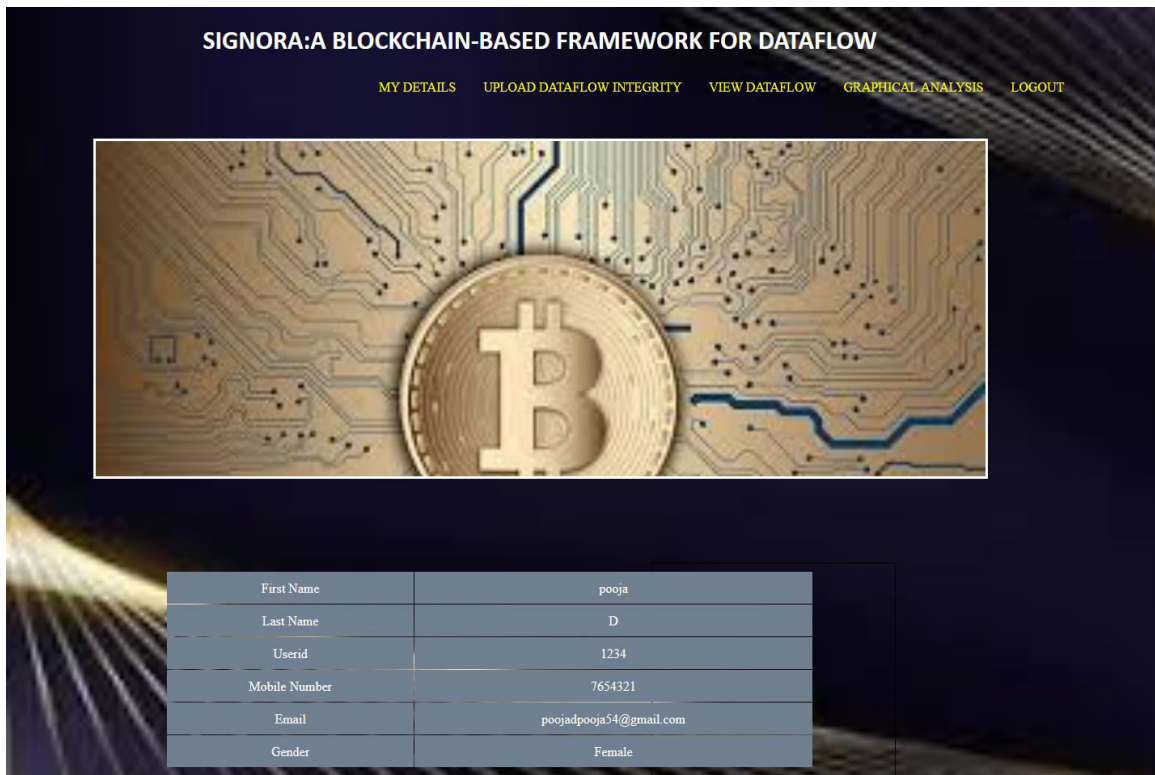 SIGNORA:A BLOCKCHAIN-BASED FRAMEWORK FOR DATAFLOW
MY DETAILS UPLOAD DATAFLOW INTEGRITY VIEW DATAFLOW GRAPHICAL ANALYSIS LOGOUT
First Name pooja
Last Name D
Userid 1234
Mobile Number 7654321
Email poojadpooja54@gmail.com
Gender Female